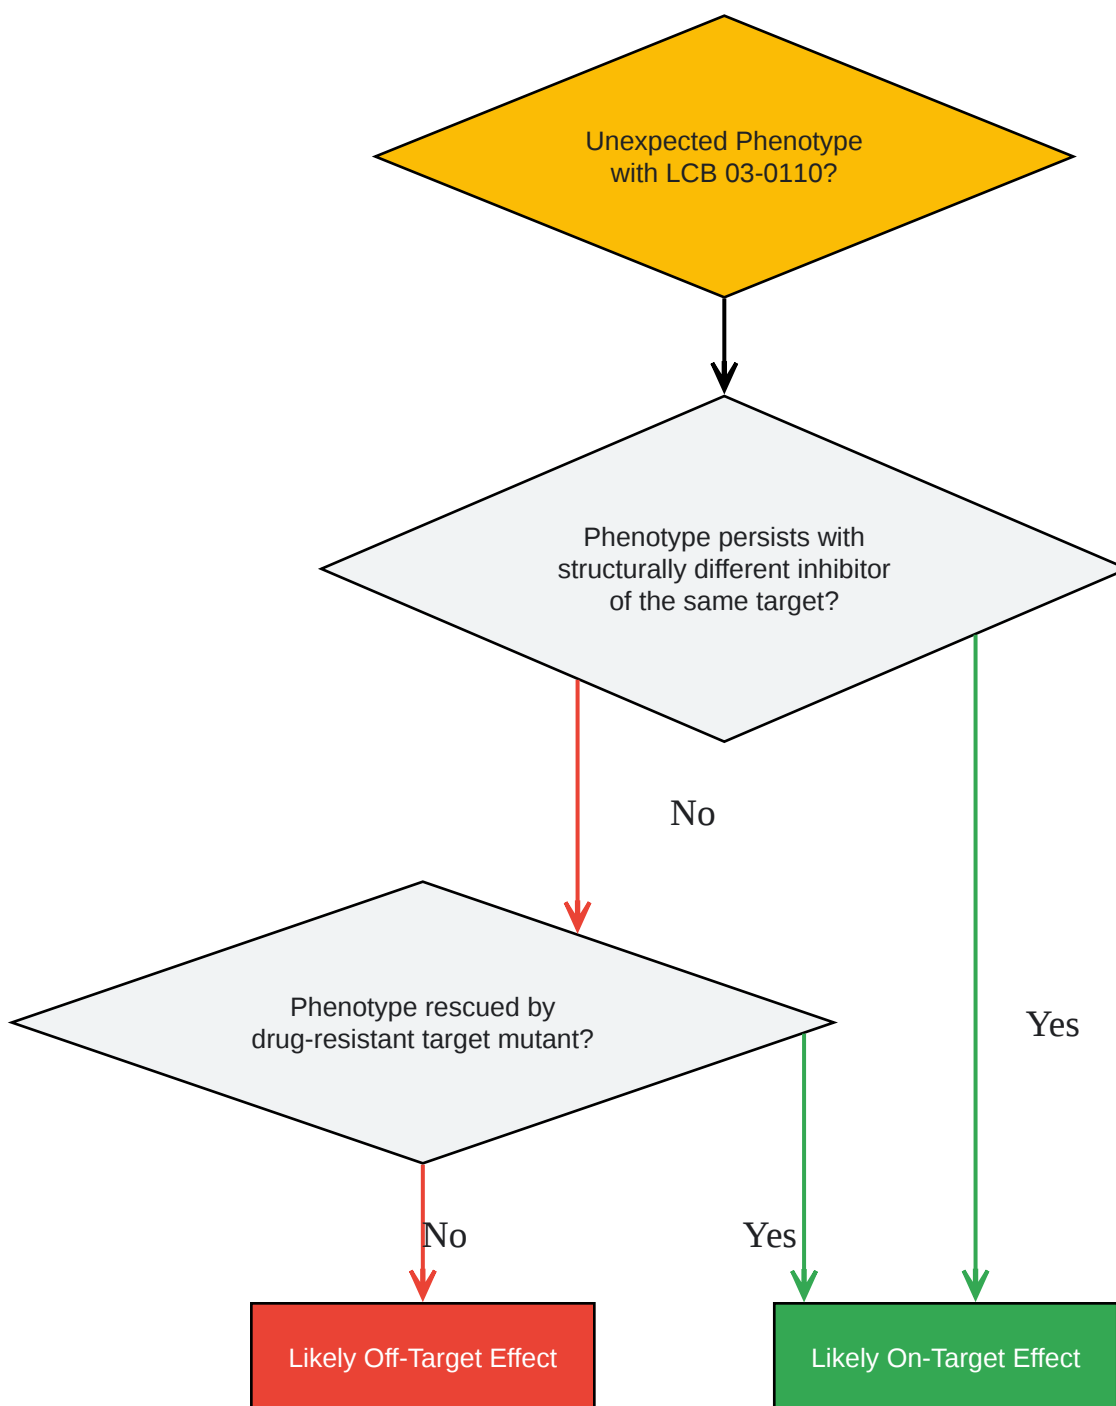 Unexpected Phenotype
with LCB 03-0110?
Phenotype persists with
structurally different inhibitor
of the same target?
No
Phenotype rescued by
drug-resistant target mutant?
Yes
No
Yes
Likely Off-Target Effect
Likely On-Target Effect